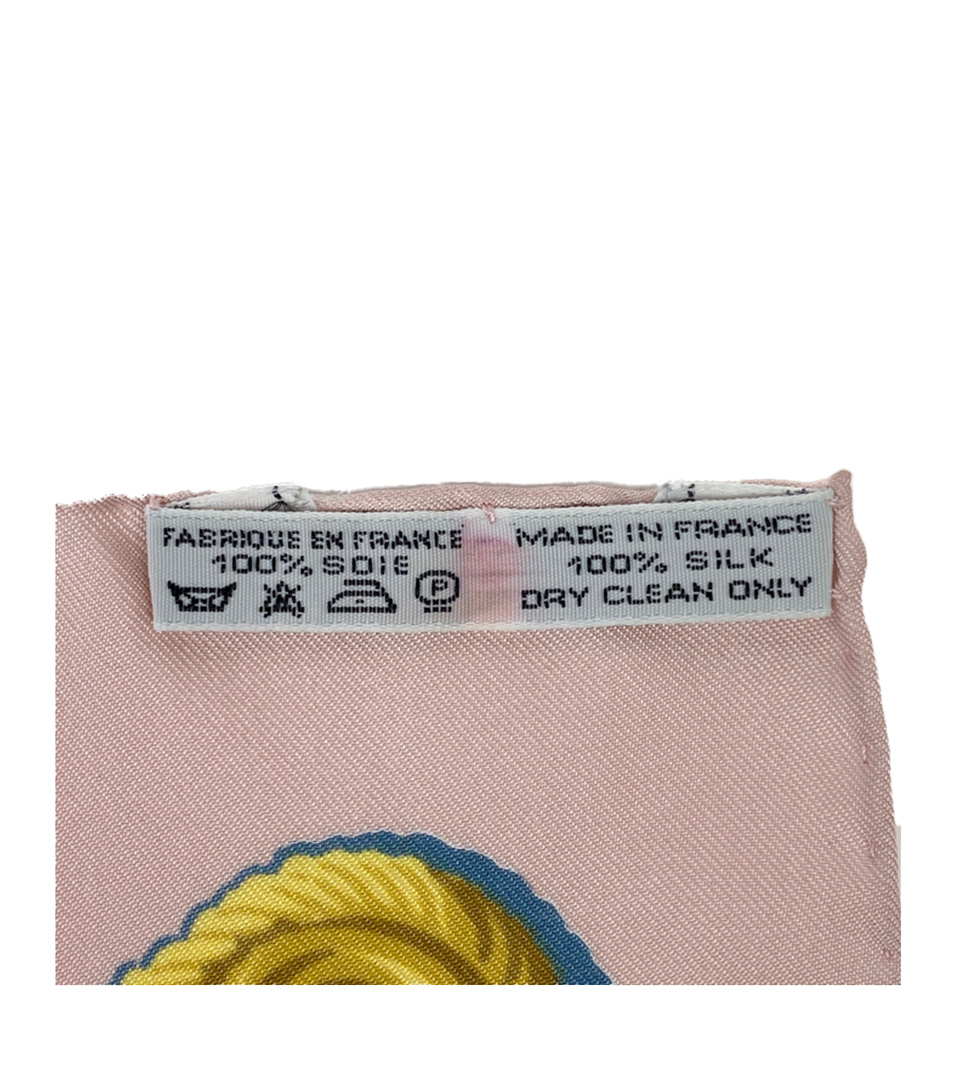 FABRIQUE EN FRANCE
100% SOIE
P
MADE IN FRANCE
100% SILK
DRY CLEAN ONLY